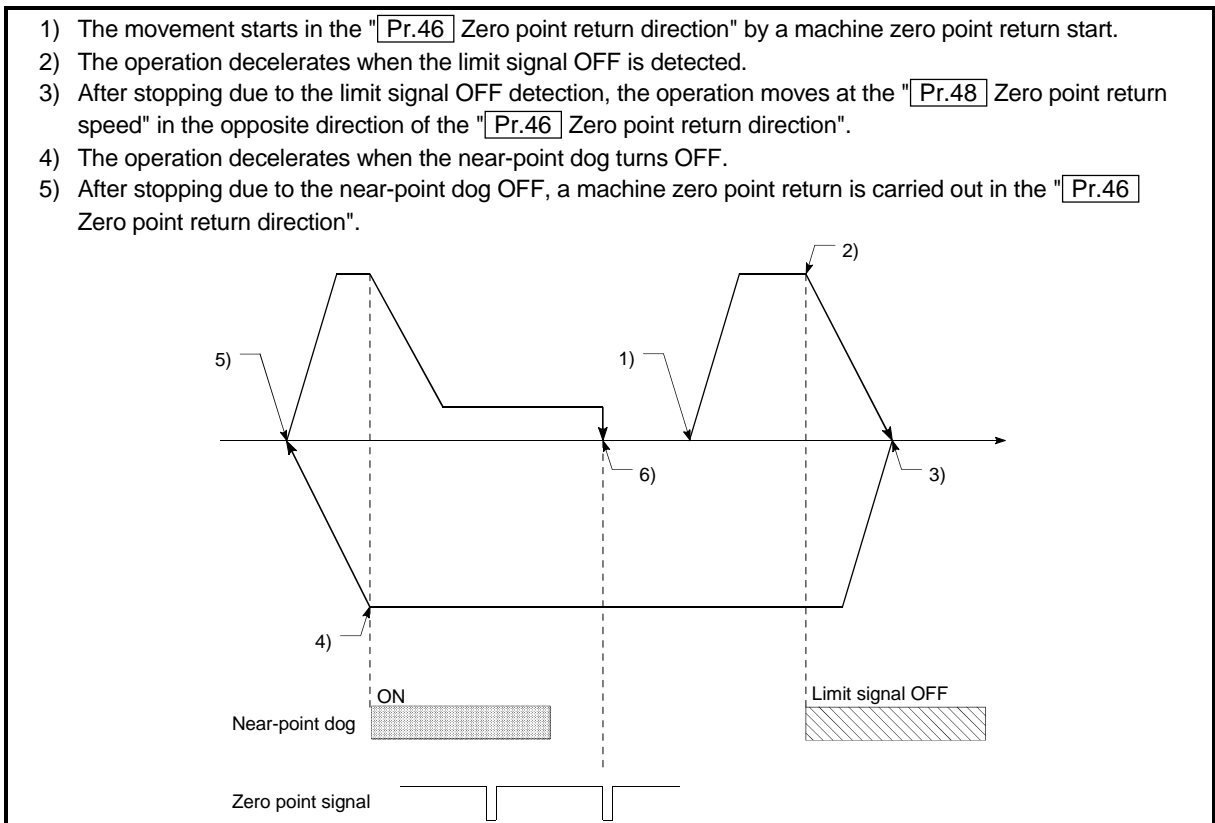 1) The movement starts in the "Pr.46 Zero point return direction" by a machine zero point return start.
2) The operation decelerates when the limit signal OFF is detected.
3) After stopping due to the limit signal OFF detection, the operation moves at the "Pr.48 Zero point return
speed" in the opposite direction of the "Pr.46 Zero point return direction".
4) The operation decelerates when the near-point dog turns OFF.
5) After stopping due to the near-point dog OFF, a machine zero point return is carried out in the "Pr.46
Zero point return direction".
2)
5)
1)
6)
3)
4)
ON
Limit signal OFF
Near-point dog
Zero point signal